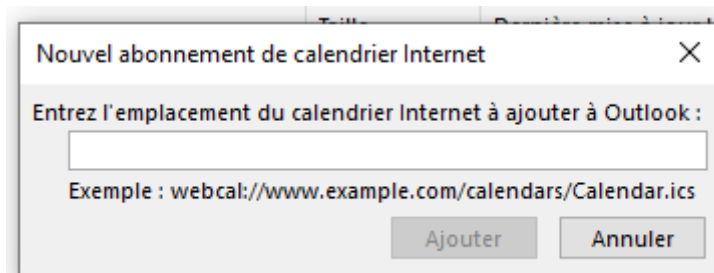 Nouvel abonnement de calendrier Internet
Entrez l'emplacement du calendrier Internet à ajouter à Outlook :
Exemple : webcal://www.example.com/calendars/Calendar.ics
Ajouter
Annuler